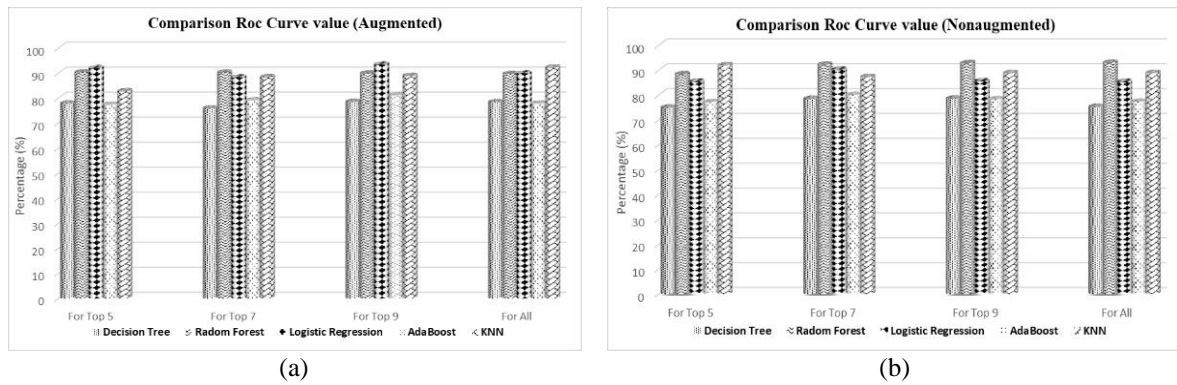 Comparison Roc Curve value (Augmented)
Percentage (%)
100
90
80
70
60
50
40
30
20
10
0
For Top 5 For Top 7 For Top 9 For All
Decision Tree Radom Forest Logistic Regression AdaBoost KNN
(a)
Comparison Roc Curve value (Nonaugmented)
Percentage (%)
100
90
80
70
60
50
40
30
20
10
0
For Top 5 For Top 7 For Top 9 For All
Decision Tree Radom Forest Logistic Regression AdaBoost KNN
(b)